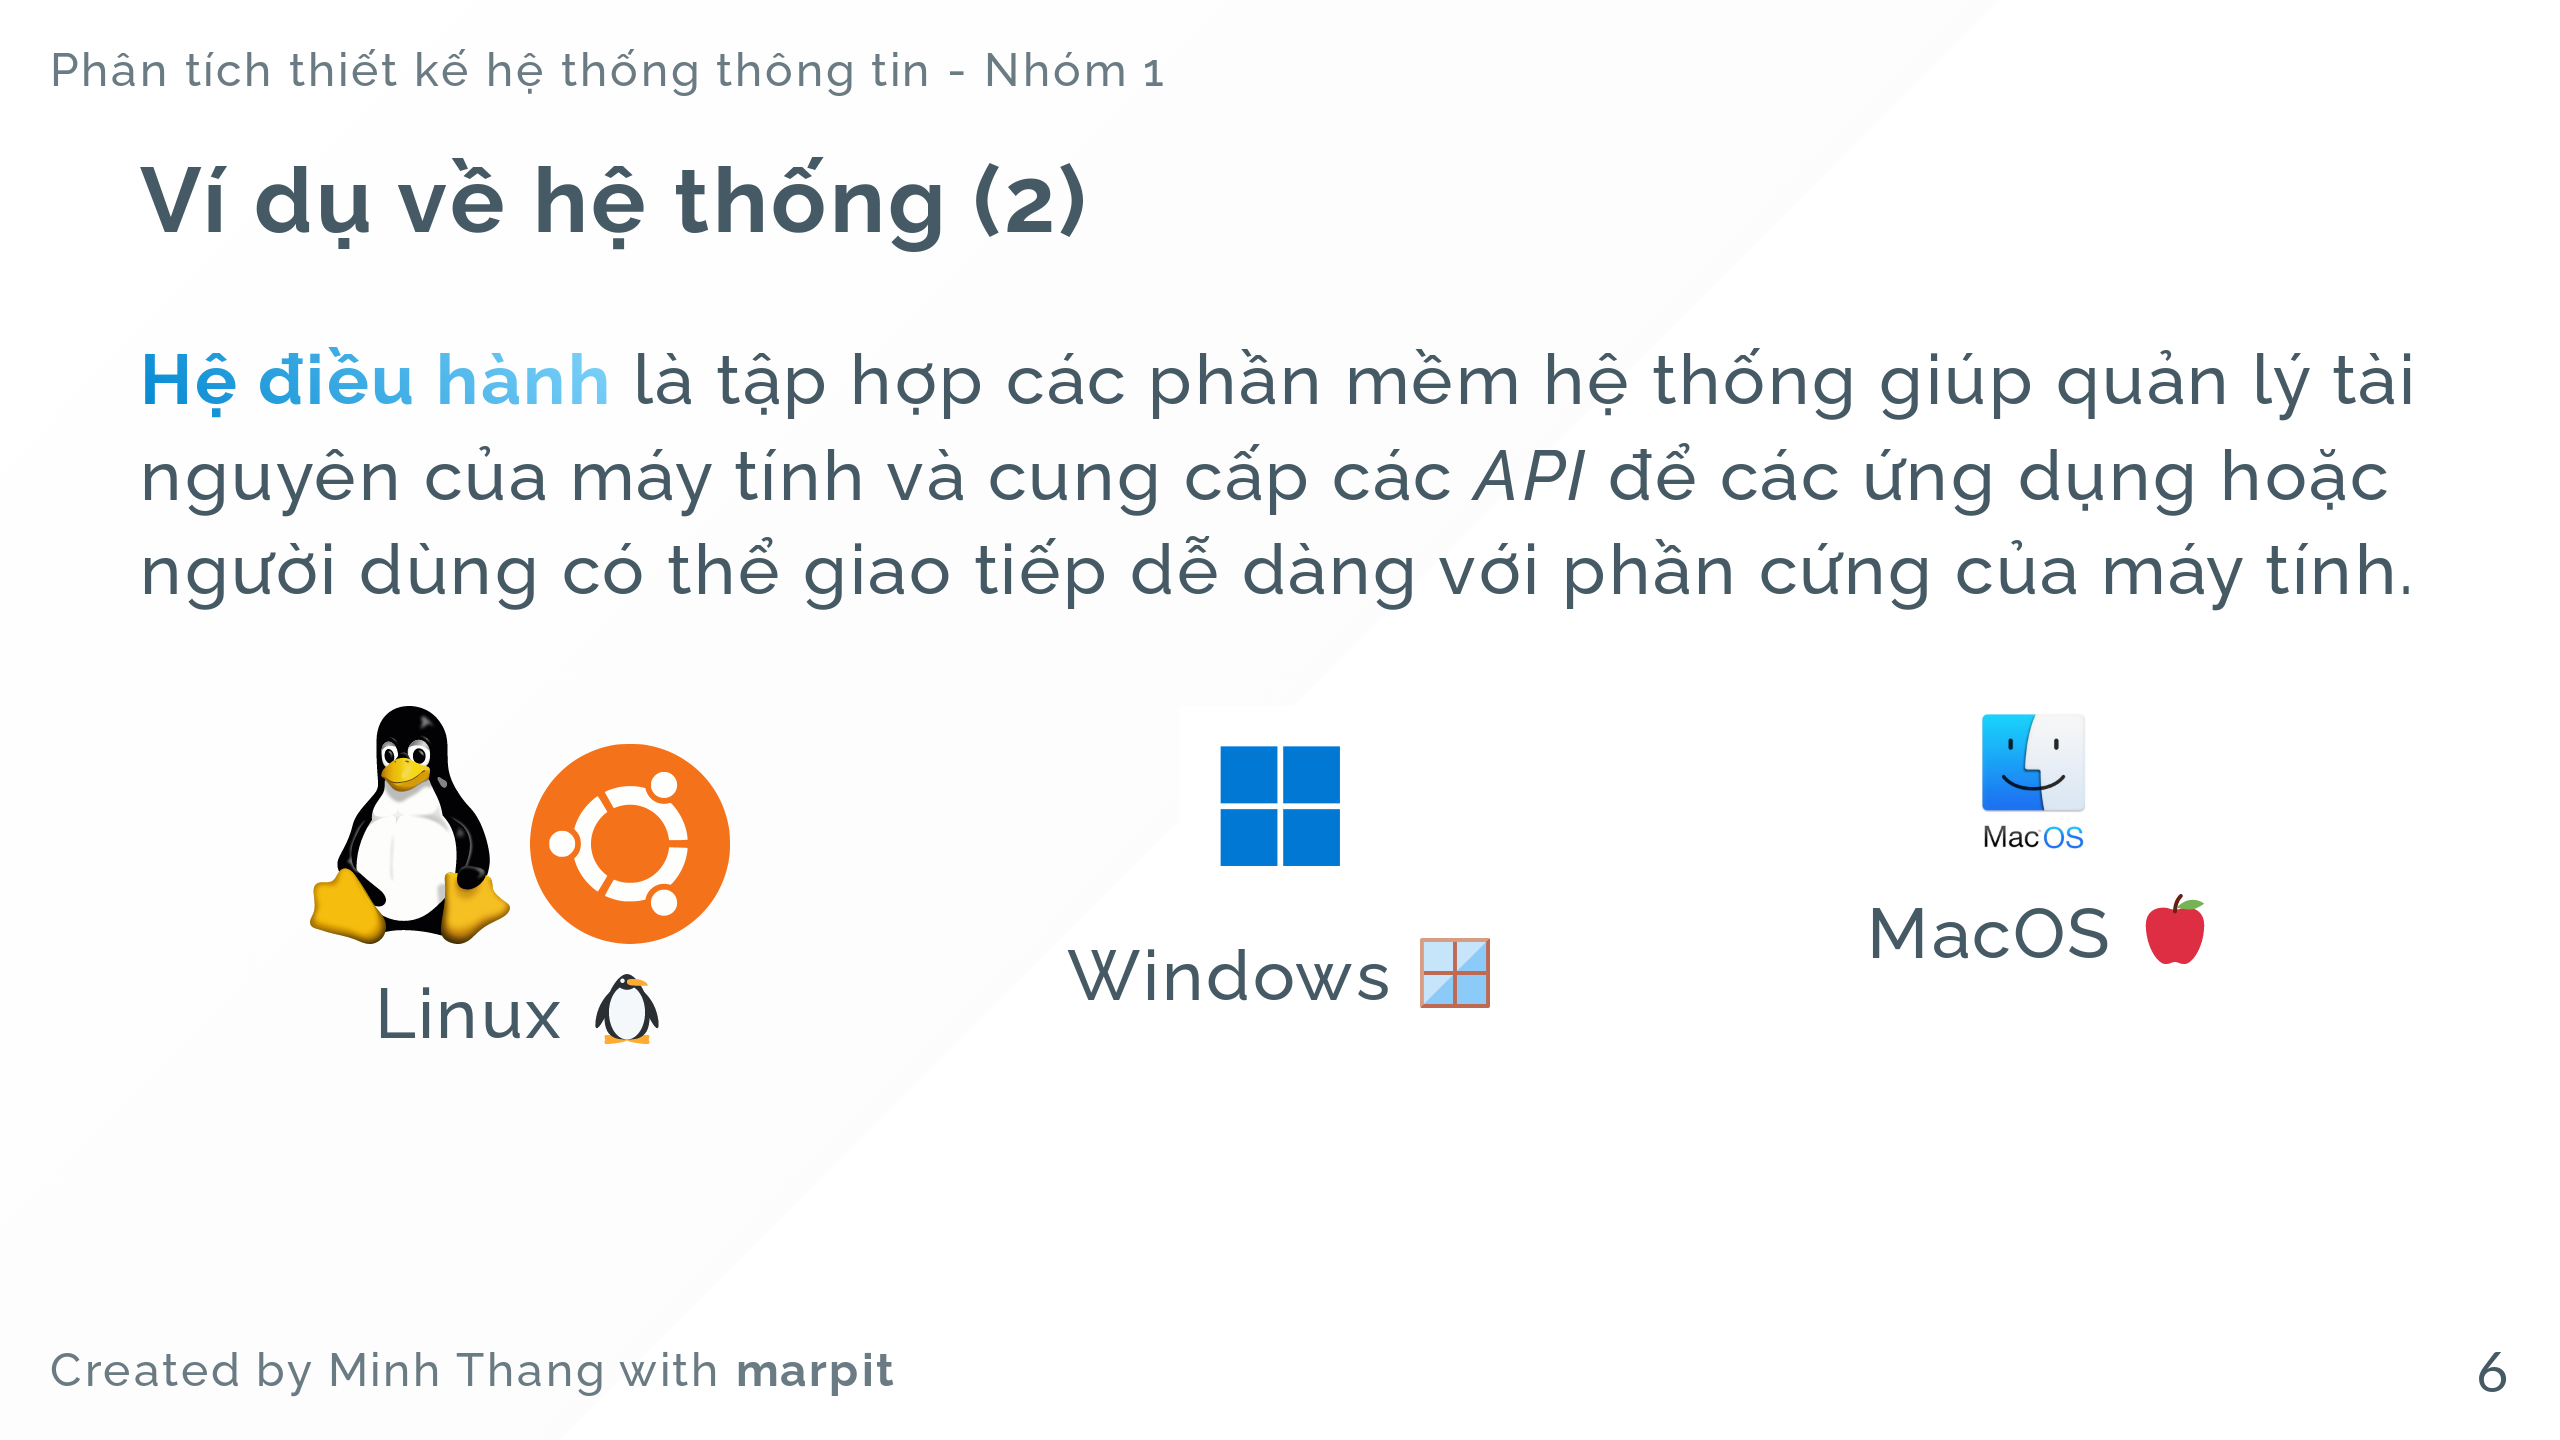 Phân tích thiết kế hệ thống thông tin - Nhóm 1
Ví dụ về hệ thống (2)
Hệ điều hành là tập hợp các phần mềm hệ thống giúp quản lý tài
nguyên của máy tính và cung cấp các API để các ứng dụng hoặc
người dùng có thể giao tiếp dễ dàng với phần cứng của máy tính.
MacOS
Linux
Windows
MacOS
Created by Minh Thang with marpit
6